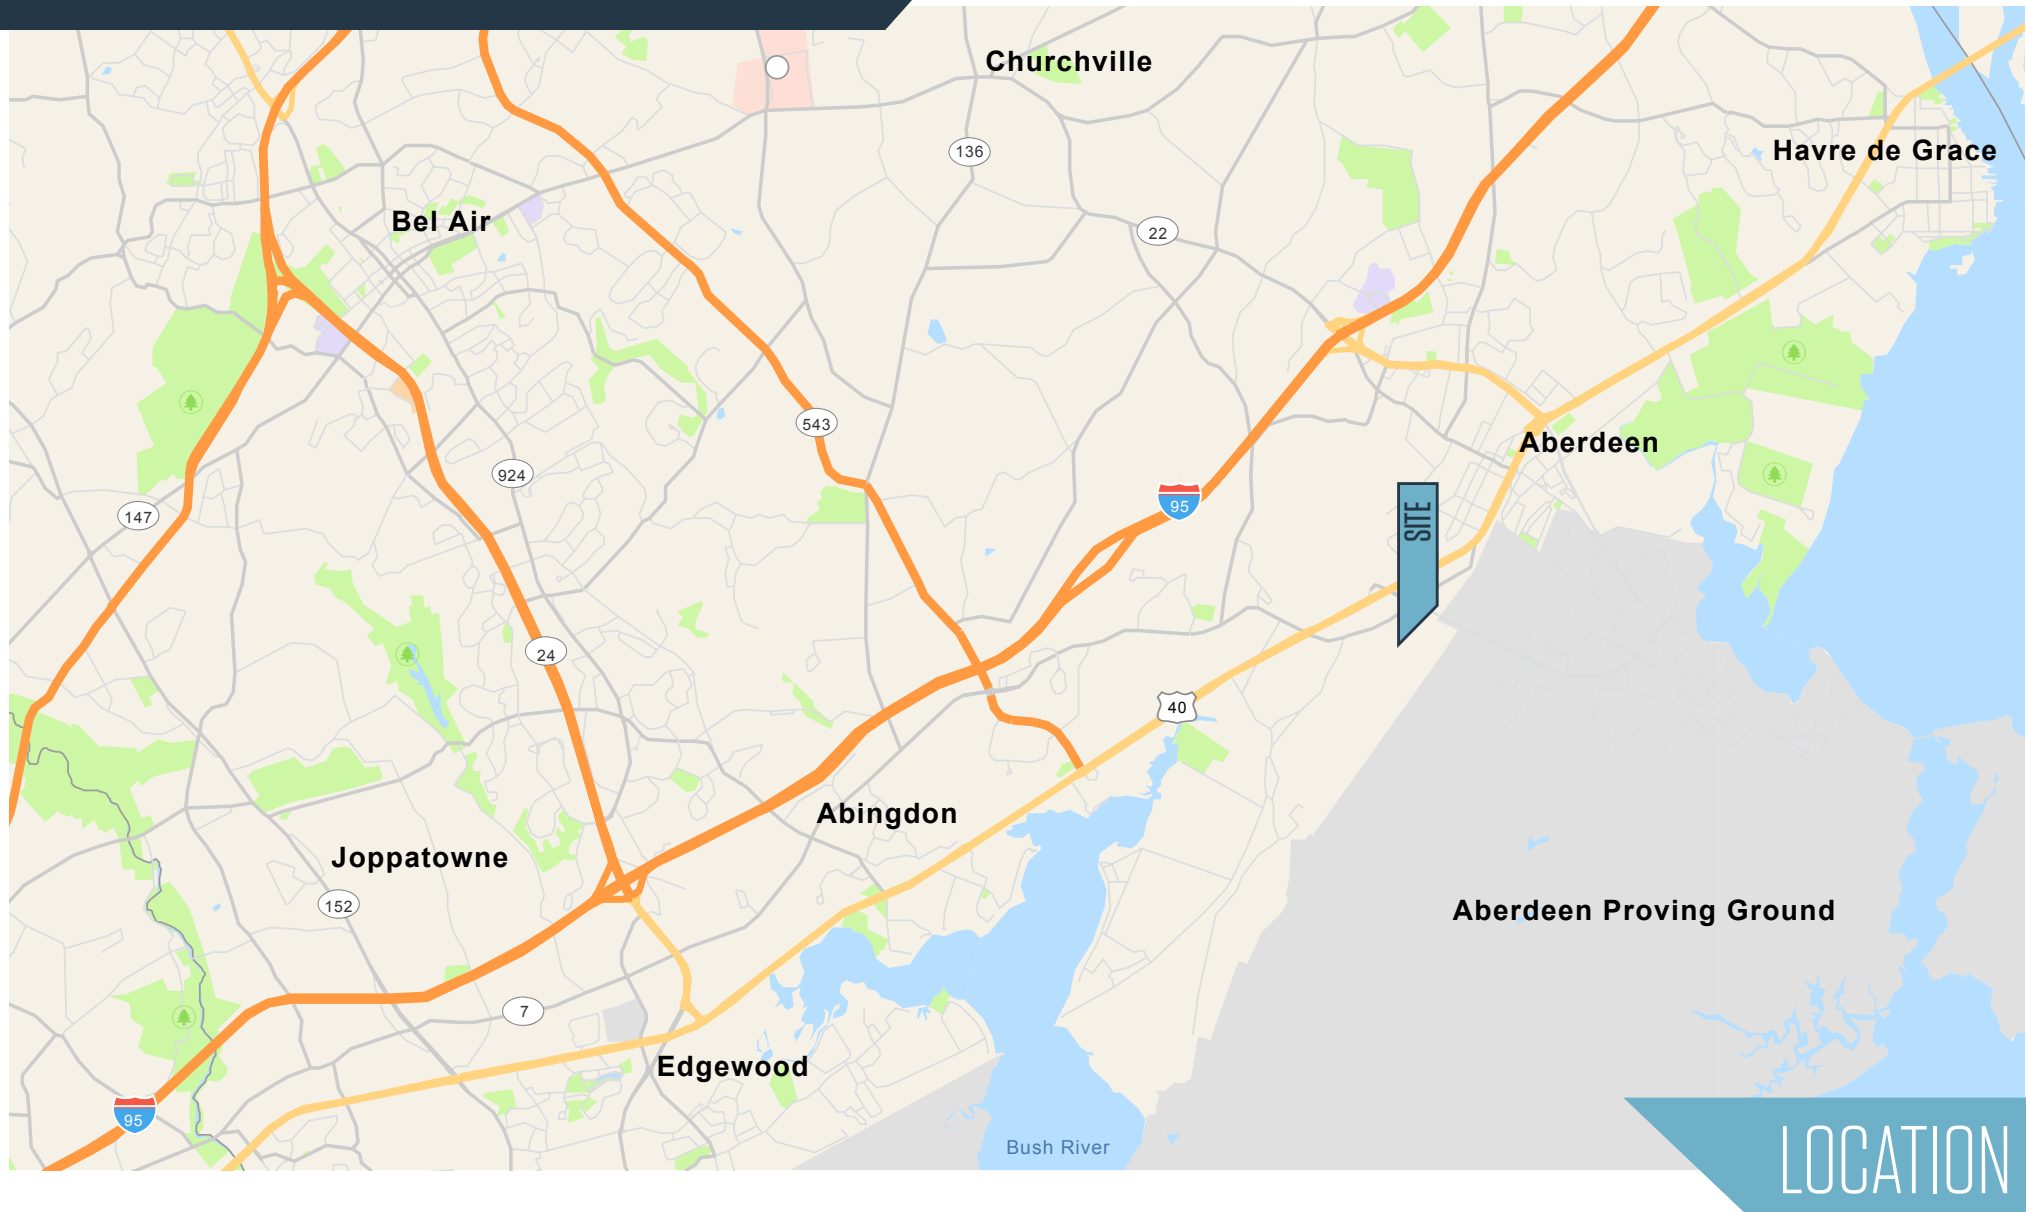 Churchville
136
Havre de Grace
Bel Air
22
543
Aberdeen
924
95
147
SITE
24
40
Abingdon
Joppatowne
152
Aberdeen Proving Ground
7
Edgewood
95
Bush River
LOCATION